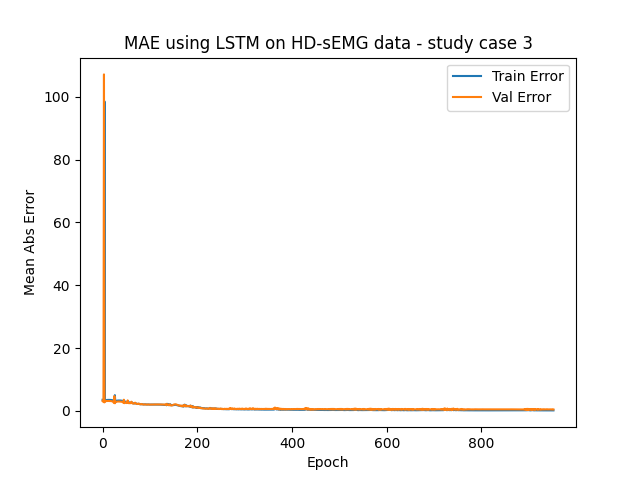 MAE using LSTM on HD-sEMG data - study case 3
Train Error
Val Error
100
80
60
40
20
0
Mean Abs Error
0 200 400 600 800
Epoch